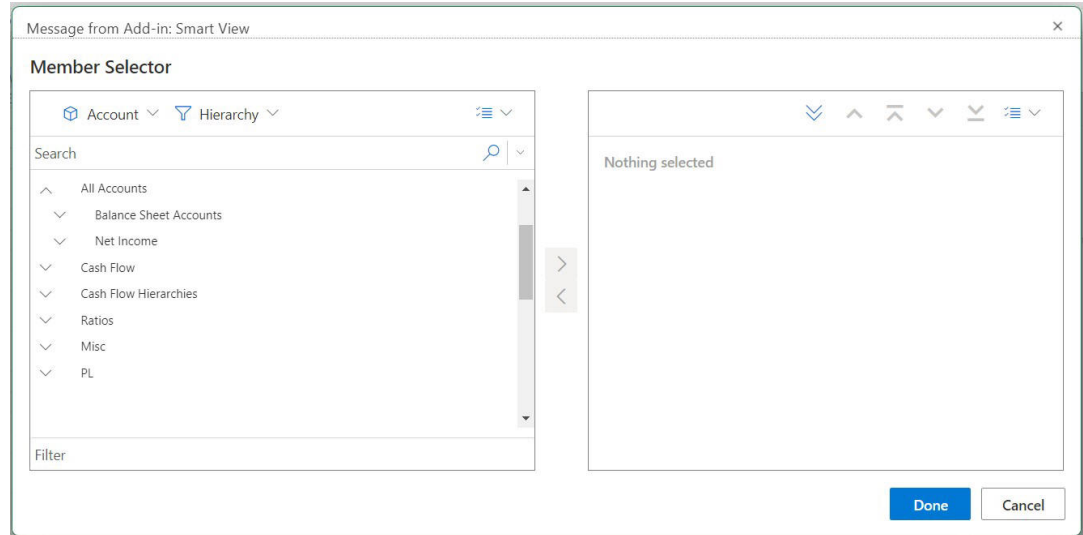 Message from Add-in: Smart View
Member Selector
Account Hierarchy
Search
All Accounts
Balance Sheet Accounts
Net Income
Cash Flow
Cash Flow Hierarchies
Ratios
Misc
PL
Filter
Nothing selected
Done Cancel